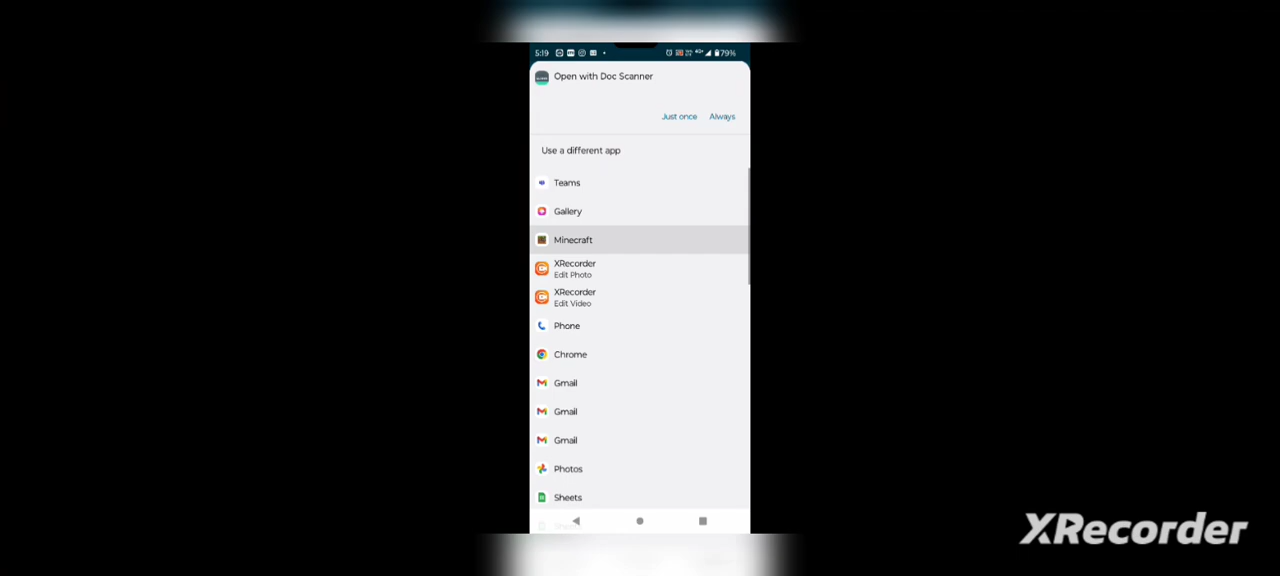 5:19 4G+ 79%
Open with Doc Scanner
Just once Always
Use a different app
Teams
Gallery
Minecraft
XRecorder
Edit Photo
XRecorder
Edit Video
Phone
Chrome
Gmail
Gmail
Gmail
Photos
Sheets
XRecorder